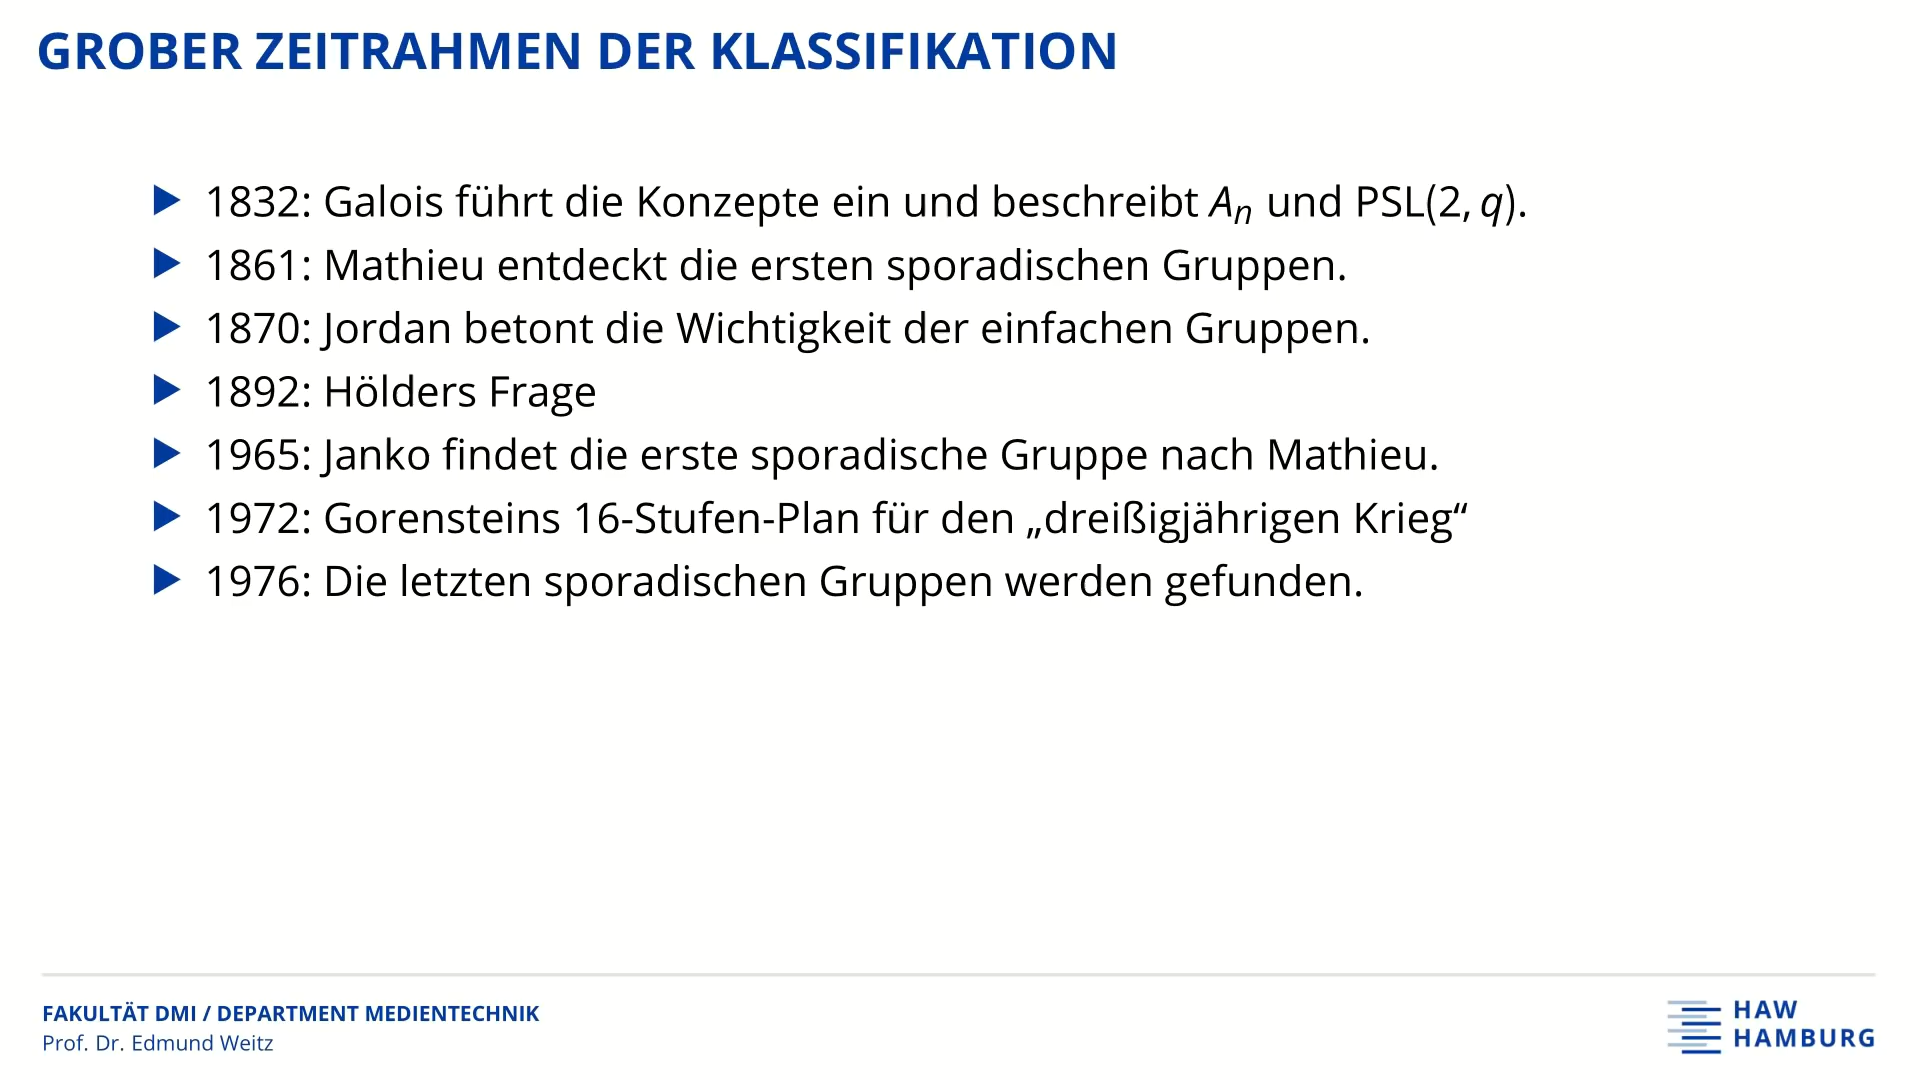 GROBER ZEITRAHMEN DER KLASSIFIKATION
▶ 1832: Galois führt die Konzepte ein und beschreibt Aₙ und PSL(2, q).
▶ 1861: Mathieu entdeckt die ersten sporadischen Gruppen.
▶ 1870: Jordan betont die Wichtigkeit der einfachen Gruppen.
▶ 1892: Hölders Frage
▶ 1965: Janko findet die erste sporadische Gruppe nach Mathieu.
▶ 1972: Gorensteins 16-Stufen-Plan für den „dreißigjährigen Krieg“
▶ 1976: Die letzten sporadischen Gruppen werden gefunden.
FAKULTÄT DMI / DEPARTMENT MEDIENTECHNIK
Prof. Dr. Edmund Weitz
HAW
HAMBURG